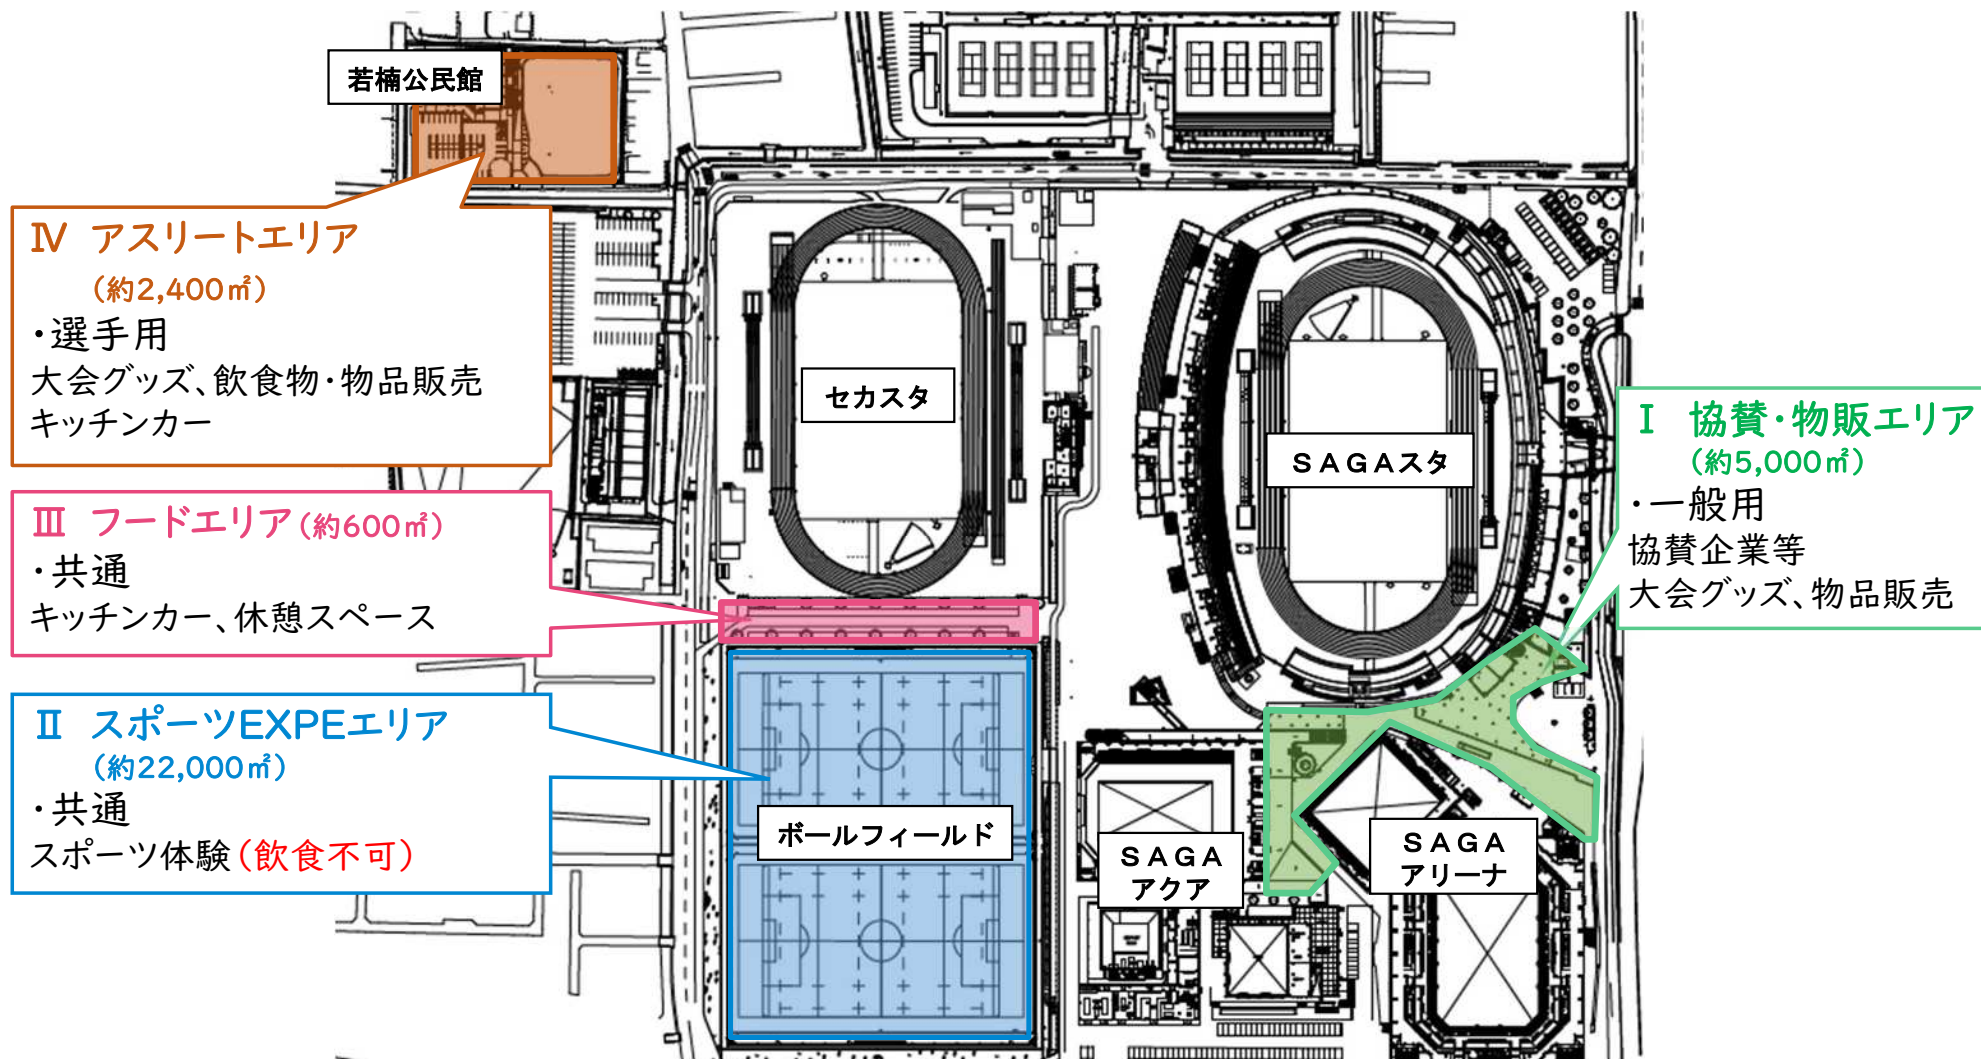 若楠公民館
Ⅳ アスリートエリア
(約2,400㎡)
・選手用
大会グッズ、飲食物・物品販売
キッチンカー
Ⅲ フードエリア(約600㎡)
・共通
キッチンカー、休憩スペース
Ⅱ スポーツEXPEエリア
(約22,000㎡)
・共通
スポーツ体験(飲食不可)
セカスタ
ボールフィールド
SAGAスタ
SAGA
アクア
SAGA
アリーナ
Ⅰ 協賛・物販エリア
(約5,000㎡)
・一般用
協賛企業等
大会グッズ、物品販売